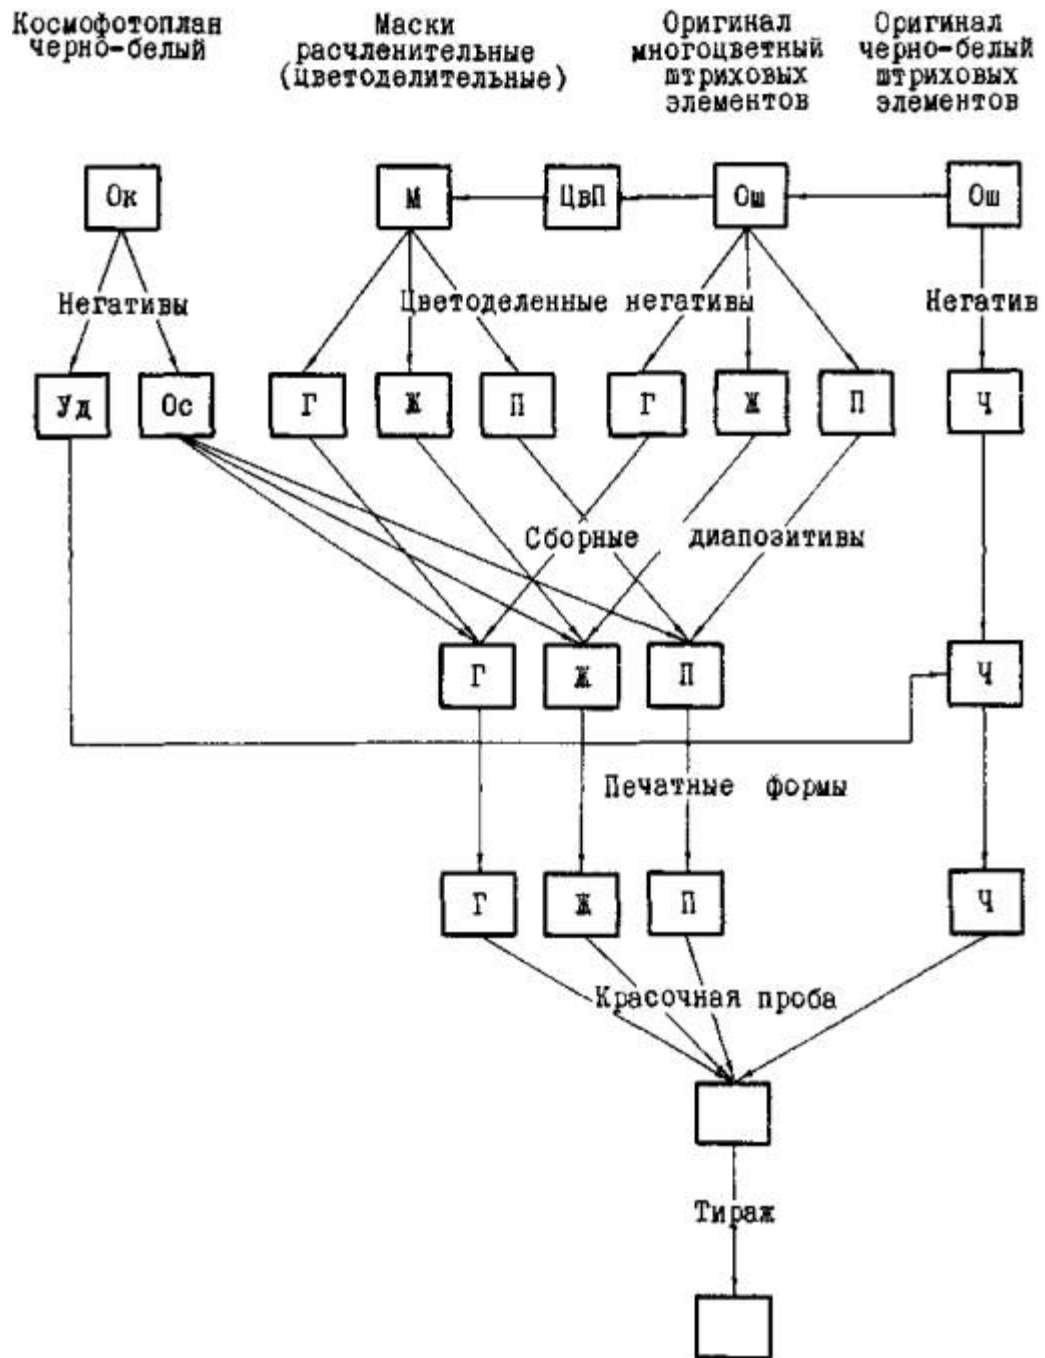 Космофотоплан
черно-белый
Маски
расчленительные
(цветоделительные)
Оригинал
многоцветный
штриховых
элементов
Оригинал
черно-белый
штриховых
элементов
Ок
М
ЦвП
Ош
Ош
Негативы
Цветоделенные негативы
Негатив
Уд
Ос
Г
Ж
П
Г
Ж
П
Ч
Сборные диапозитивы
Г
Ж
П
Ч
Печатные формы
Г
Ж
П
Ч
Красочная проба
Тираж